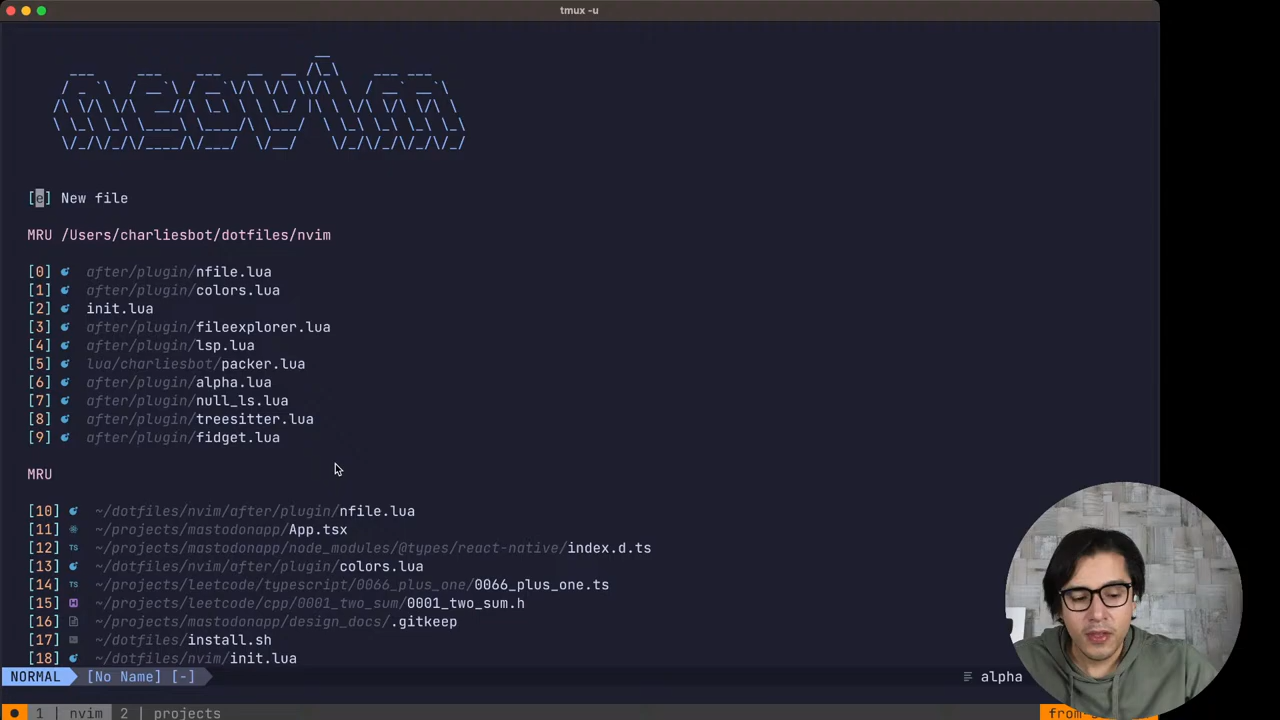 tmux -u
neovim
[e] New file
MRU /Users/charliesbot/dotfiles/nvim
[0] after/plugin/nfile.lua
[1] after/plugin/colors.lua
[2] init.lua
[3] after/plugin/fileexplorer.lua
[4] after/plugin/lsp.lua
[5] lua/charliesbot/packer.lua
[6] after/plugin/alpha.lua
[7] after/plugin/null_ls.lua
[8] after/plugin/treesitter.lua
[9] after/plugin/fidget.lua
MRU
[10] ~/dotfiles/nvim/after/plugin/nfile.lua
[11] ~/projects/mastodonapp/App.tsx
[12] TS ~/projects/mastodonapp/node_modules/@types/react-native/index.d.ts
[13] ~/dotfiles/nvim/after/plugin/colors.lua
[14] TS ~/projects/leetcode/typescript/0066_plus_one/0066_plus_one.ts
[15] ~/projects/leetcode/cpp/0001_two_sum/0001_two_sum.h
[16] ~/projects/mastodonapp/design_docs/.gitkeep
[17] ~/dotfiles/install.sh
[18] ~/dotfiles/nvim/init.lua
NORMAL [No Name] [-] alpha
1 | nvim 2 | projects